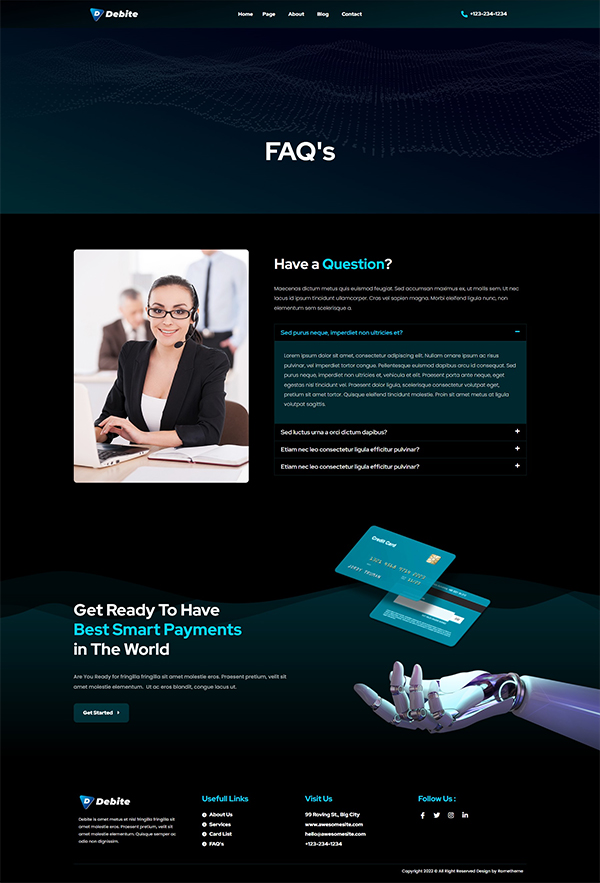 Debite
Home Page About Blog Contact
+123-234-1234
FAQ's
Have a Question?
Maecenas dictum metus quis euismod feugiat. Sed accumsan maximus ex, ut mollis sem. Ut nec
lacus id ipsum tincidunt ullamcorper. Cras vel sapien magna. Morbi eleifend ligula nunc, non
elementum sem scelerisque a.
Sed purus neque, imperdiet non ultricies et?
Lorem ipsum dolor sit amet, consectetur adipiscing elit. Nullam ornare ipsum ac risus
pulvinar, vel imperdiet tortor congue. Pellentesque euismod dapibus arcu id consequat. Sed
purus neque, imperdiet non ultricies et, vehicula et elit. Praesent porta ante neque, eget
egestas nisl tincidunt vel. Praesent dolor ligula, scelerisque consectetur volutpat eget,
pretium sit amet tortor. Quisque eleifend tincidunt molestie. Proin sit amet metus at ligula
volutpat sagittis.
Sed luctus urna a orci dictum dapibus?
Etiam nec leo consectetur ligula efficitur pulvinar?
Etiam nec leo consectetur ligula efficitur pulvinar?
Credit Card
Get Ready To Have
Best Smart Payments
in The World
Are You Ready for fringilla fringilla sit amet molestie eros. Praesent pretium, velit sit
amet molestie elementum. Ut ac eros blandit, congue lacus ut.
Get Started
Debite
Debite is amet metus et nisl fringilla fringilla sit
amet molestie eros. Praesent pretium, velit sit
amet molestie elementum. Quisque semper ac
odio non dignissim.
Usefull Links
About Us
Services
Card List
FAQ's
Visit Us
99 Roving St., Big City
www.awesomesite.com
hello@awesomesite.com
+123-234-1234
Follow Us :
Copyright 2022 © All Right Reserved Design by Rometheme